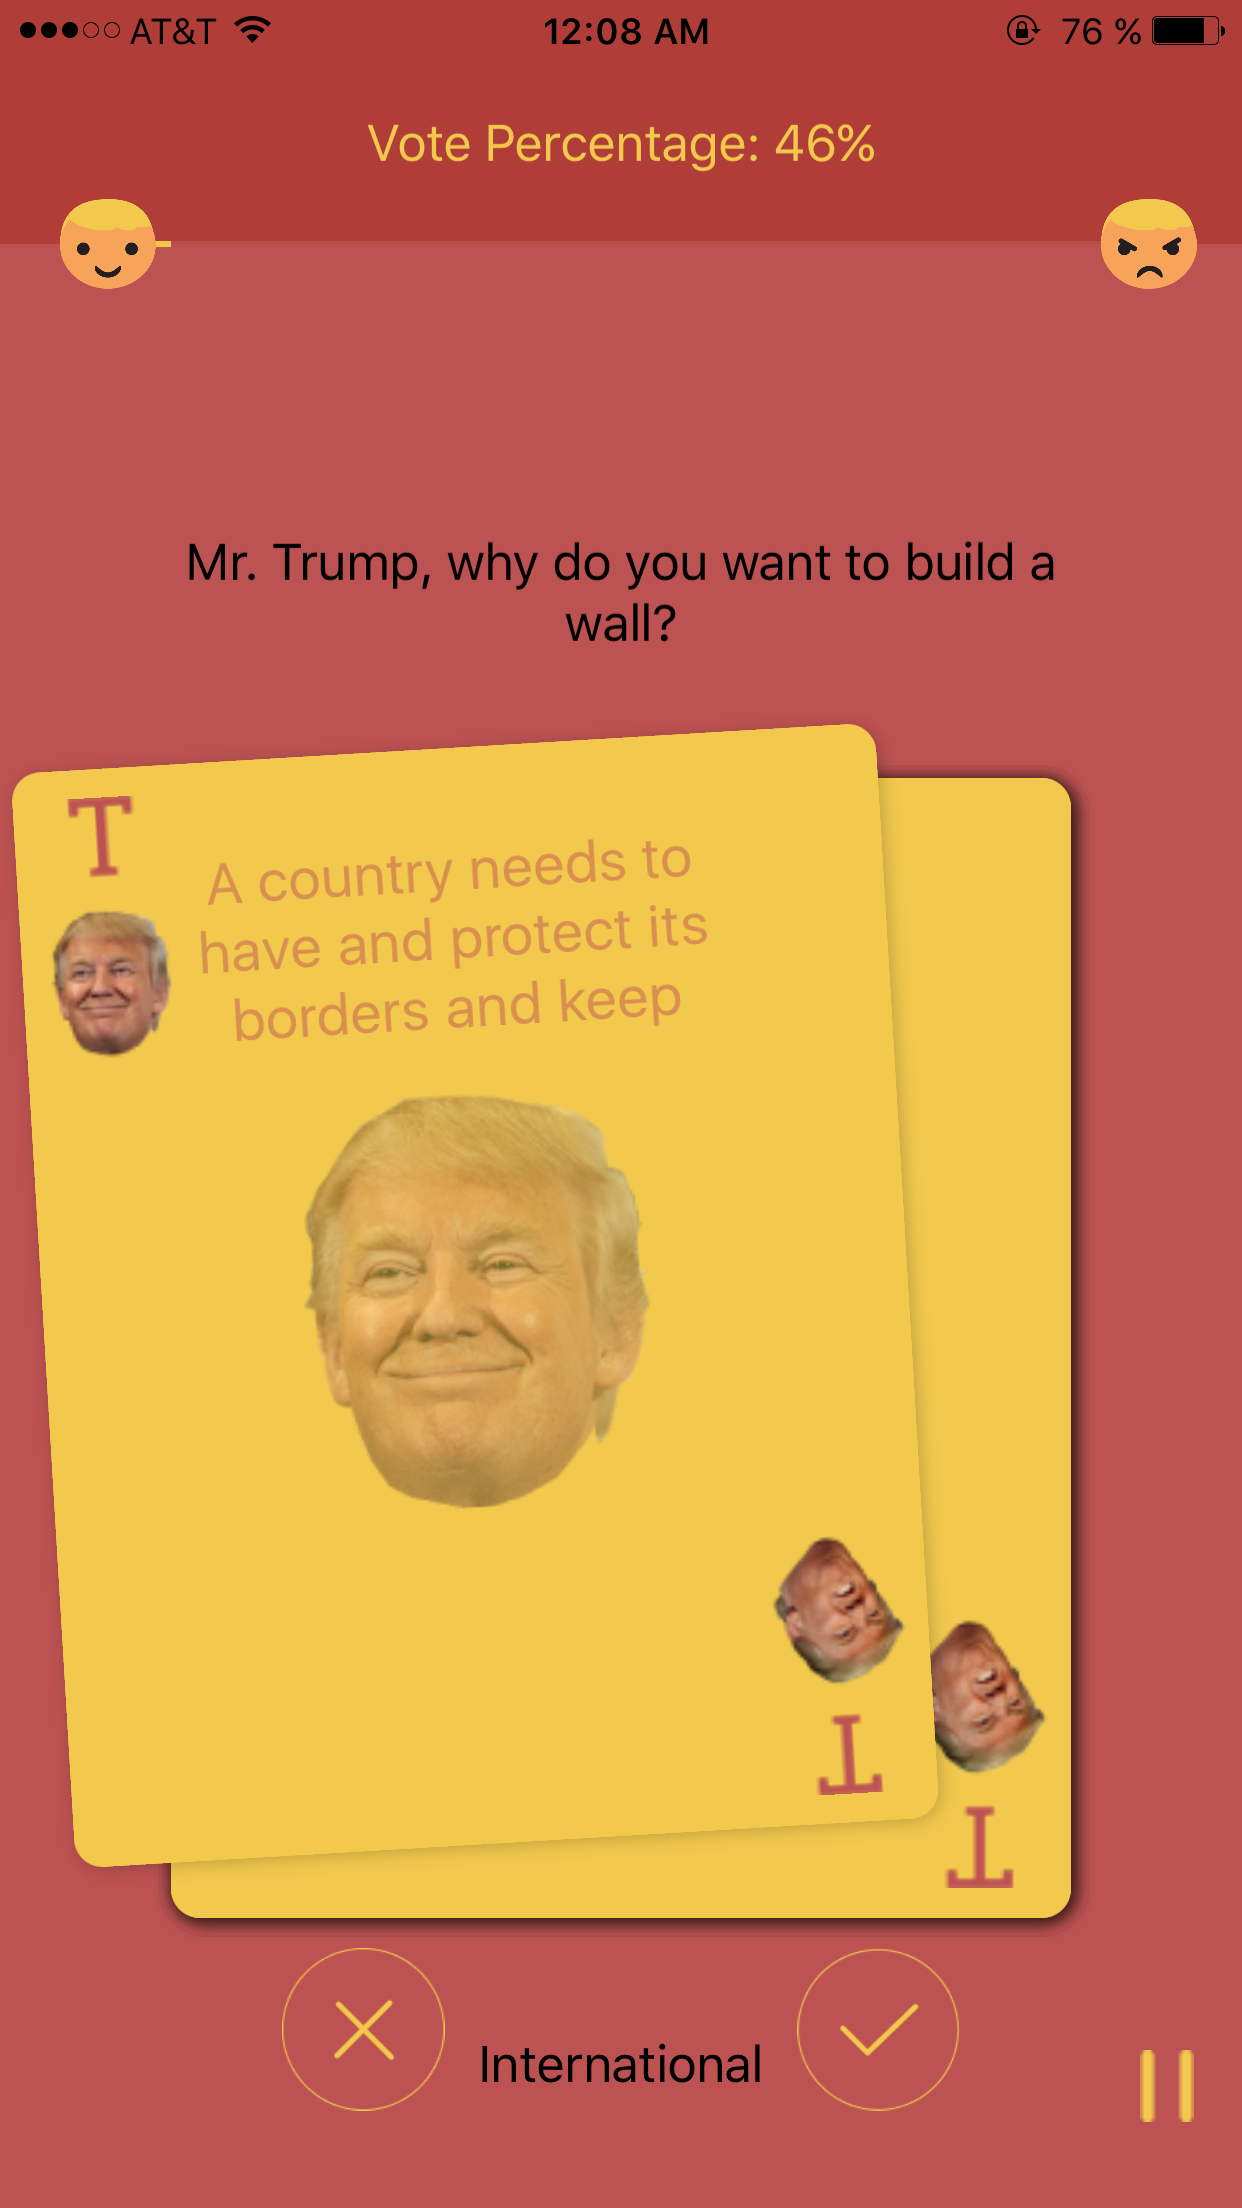 AT&T 12:08 AM 76 %
Vote Percentage: 46%
Mr. Trump, why do you want to build a
wall?
T
A country needs to
have and protect its
borders and keep
T
T
International